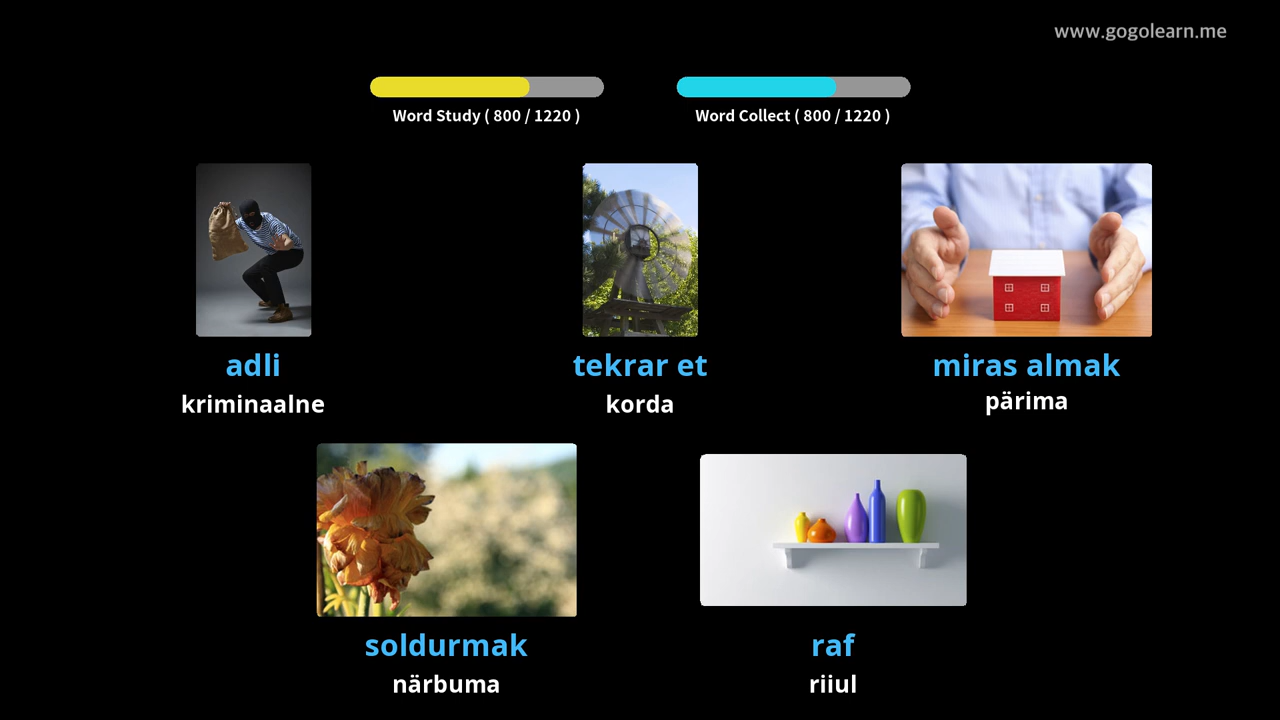 www.gogolearn.me
Word Study ( 800 / 1220 )
Word Collect ( 800 / 1220 )
adli
kriminaalne
tekrar et
korda
miras almak
pärima
soldurmak
närbuma
raf
riiul